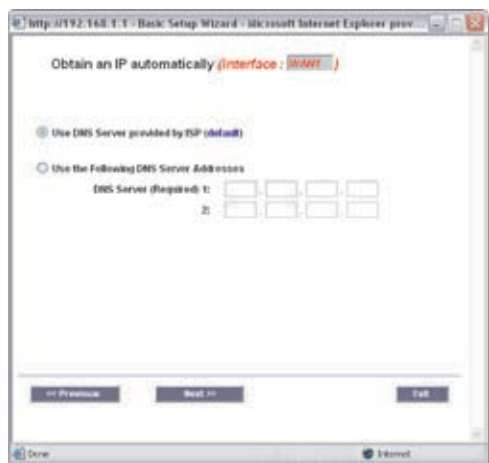 http://192.168.1.1 - Basic Setup Wizard - Microsoft Internet Explorer prov...
Obtain an IP automatically (Interface : WAN1 )
Use DNS Server provided by ISP (default)
Use the Following DNS Server Addresses
DNS Server (Required) 1:
2:
<< Previous Next >> Exit
Done Internet